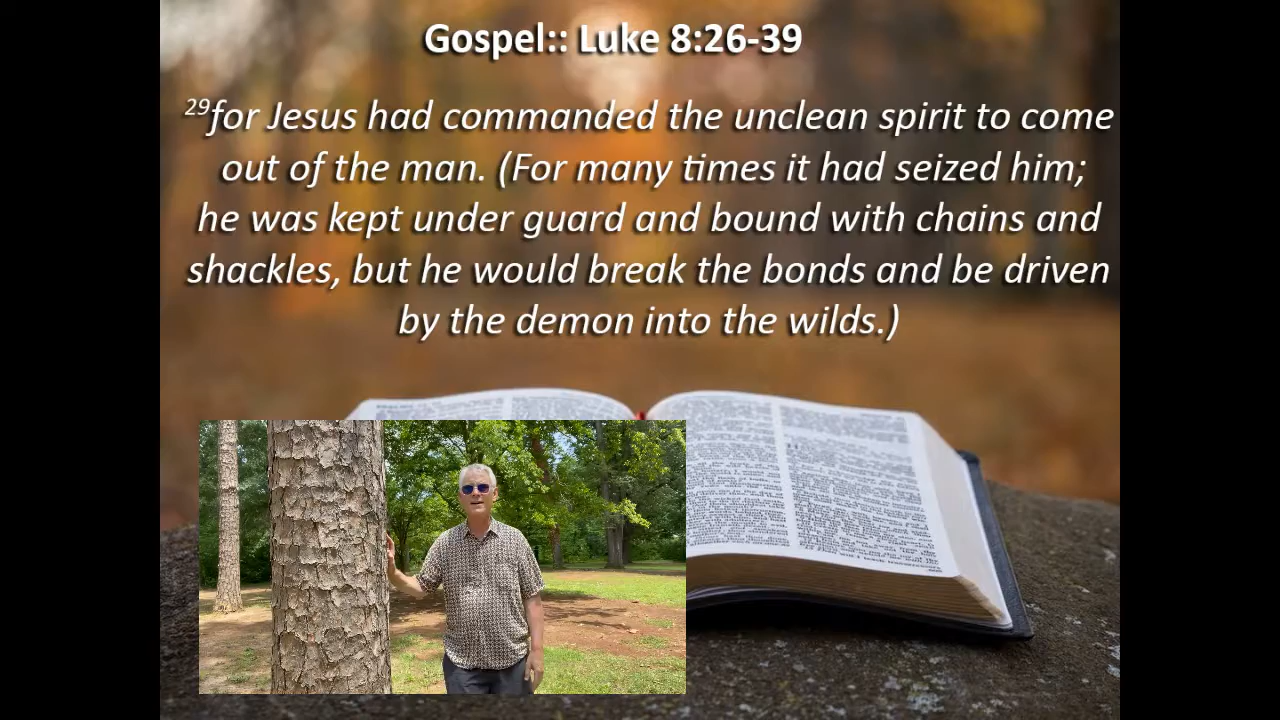 Gospel:: Luke 8:26-39
29for Jesus had commanded the unclean spirit to come
out of the man. (For many times it had seized him;
he was kept under guard and bound with chains and
shackles, but he would break the bonds and be driven
by the demon into the wilds.)